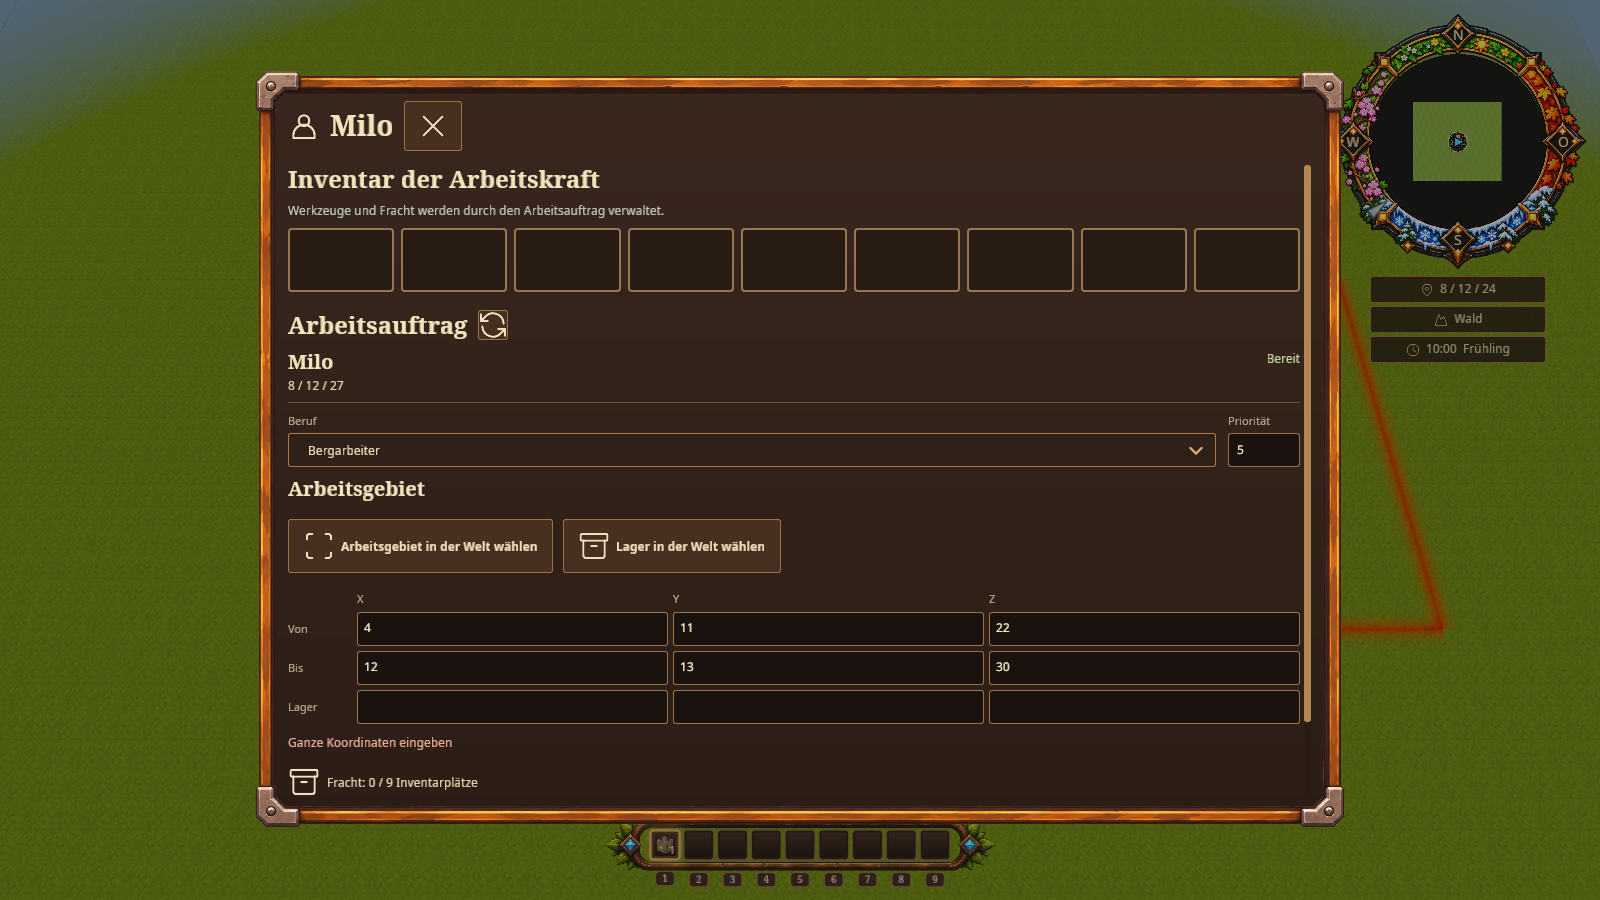 N
W
O
S
Milo
Inventar der Arbeitskraft
Werkzeuge und Fracht werden durch den Arbeitsauftrag verwaltet.
8 / 12 / 24
Wald
10:00 Frühling
Arbeitsauftrag
Milo
Bereit
8 / 12 / 27
Beruf
Priorität
Bergarbeiter
5
Arbeitsgebiet
Arbeitsgebiet in der Welt wählen
Lager in der Welt wählen
X Y Z
Von 4 11 22
Bis 12 13 30
Lager
Ganze Koordinaten eingeben
Fracht: 0 / 9 Inventarplätze
1 2 3 4 5 6 7 8 9